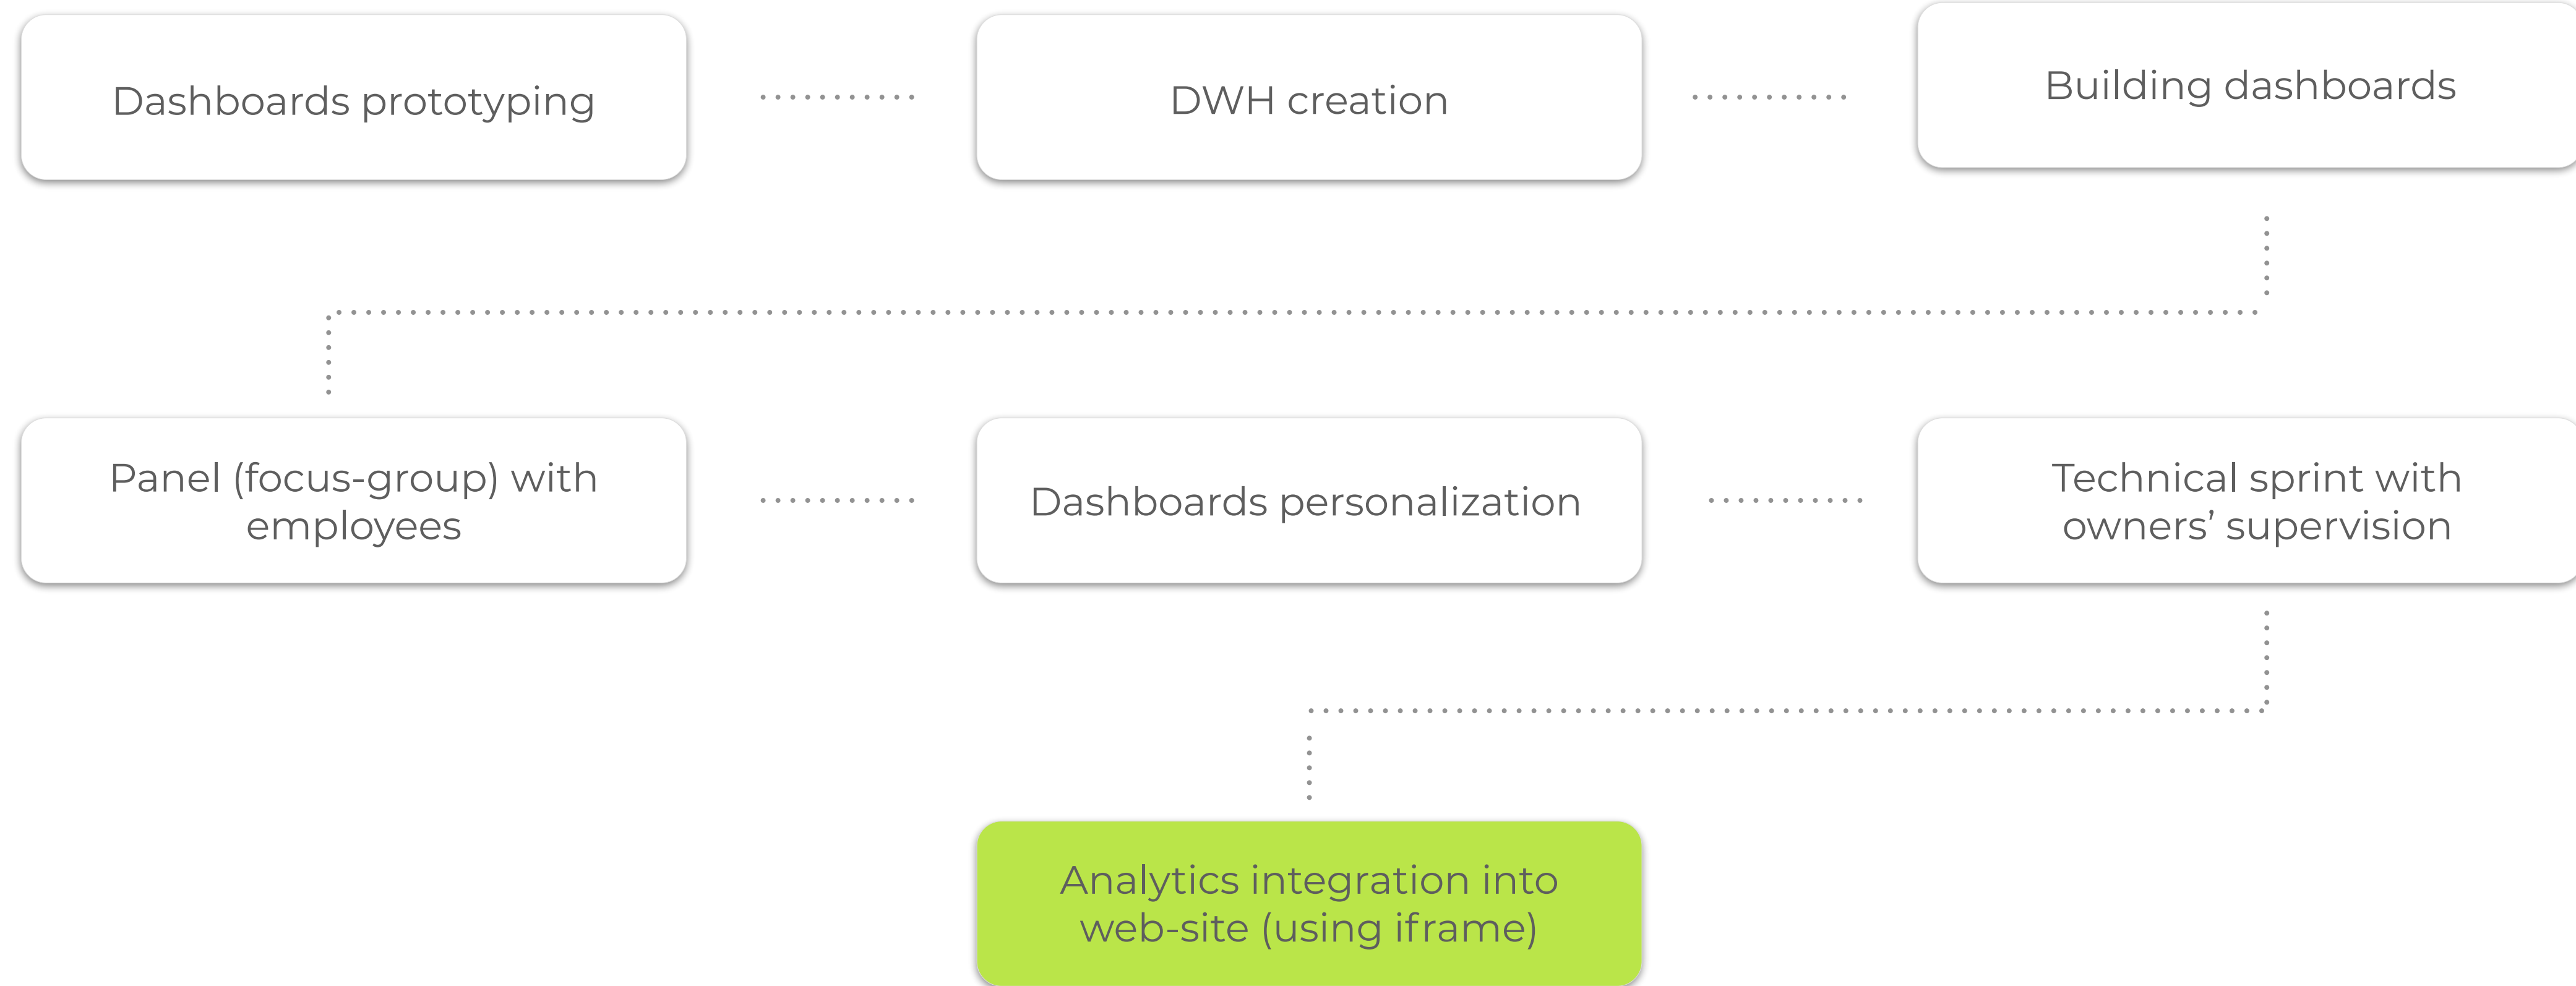 Dashboards prototyping
DWH creation
Building dashboards
Panel (focus-group) with
employees
Dashboards personalization
Technical sprint with
owners’ supervision
Analytics integration into
web-site (using iframe)